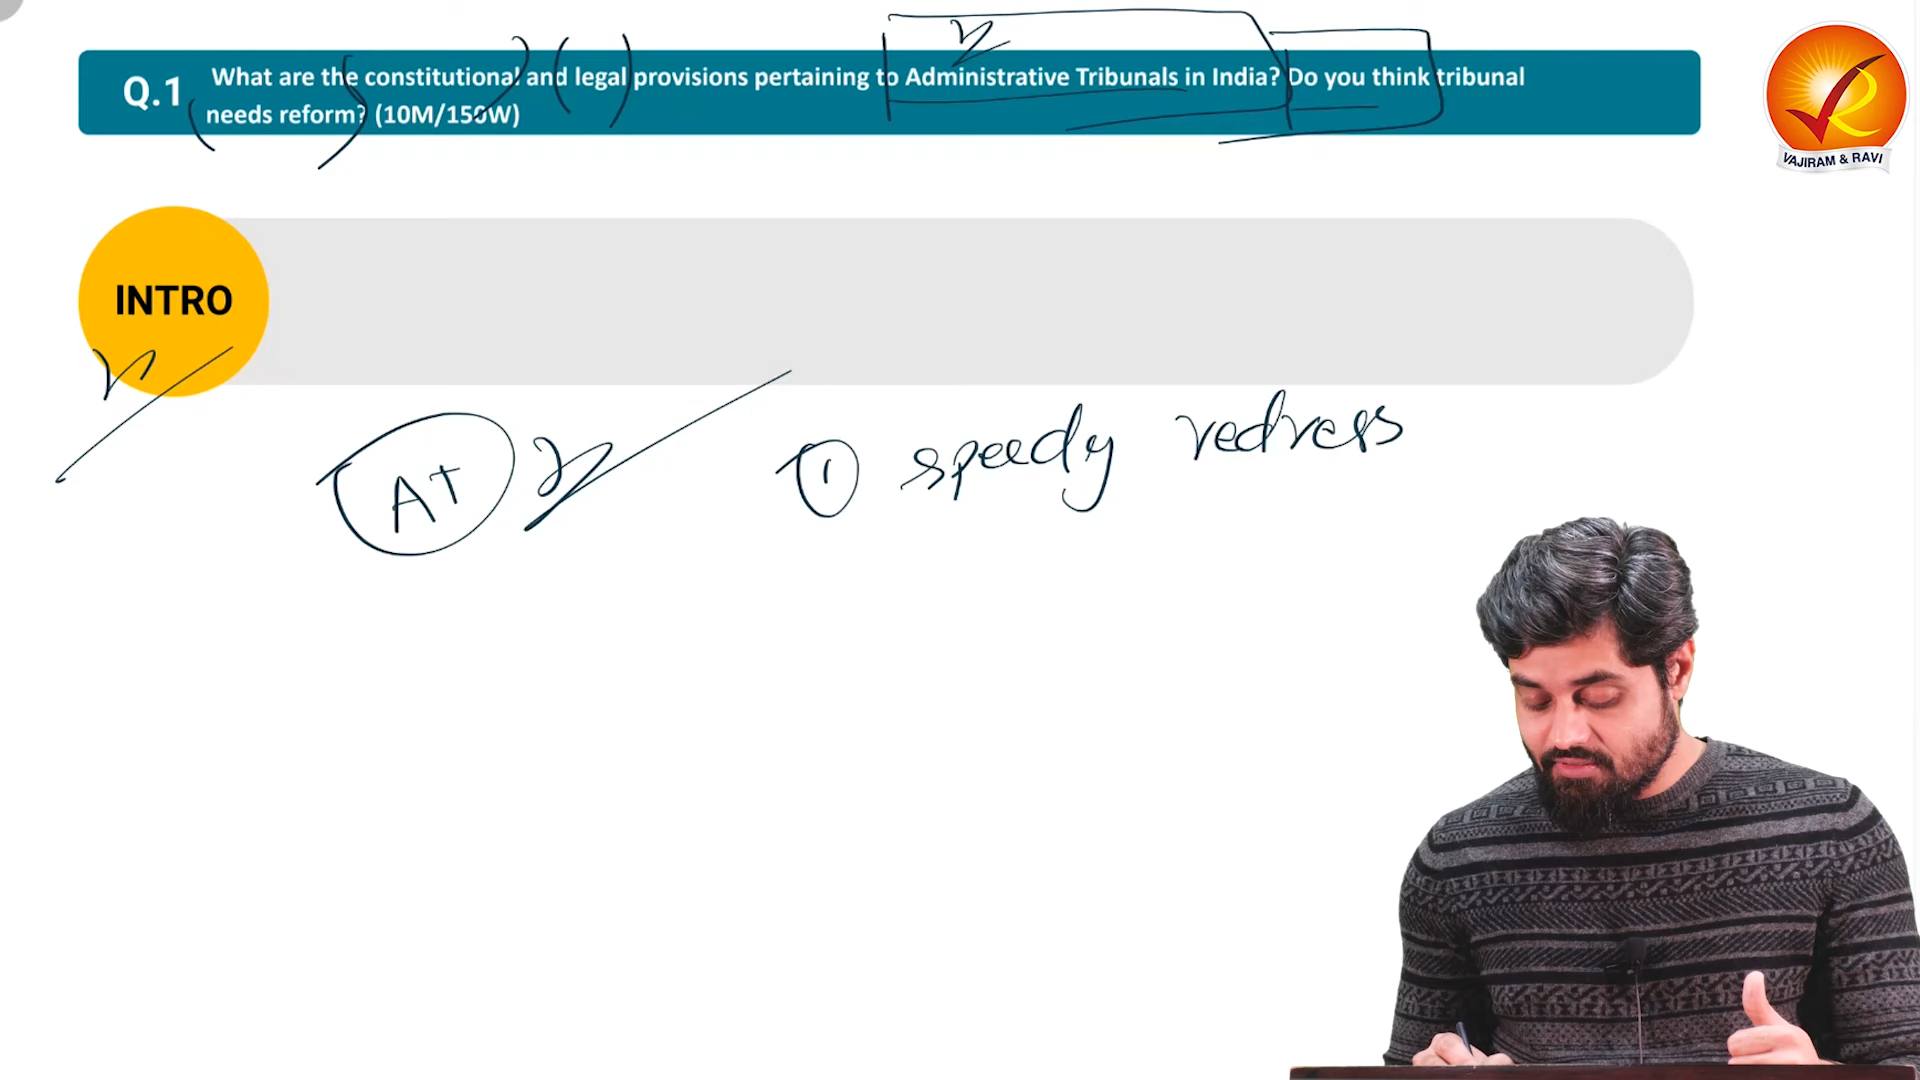 Q.1 What are the constitutional and legal provisions pertaining to Administrative Tribunals in India? Do you think tribunal
needs reform? (10M/150W)
VAJIRAM & RAVI
INTRO
AT
① speedy redress